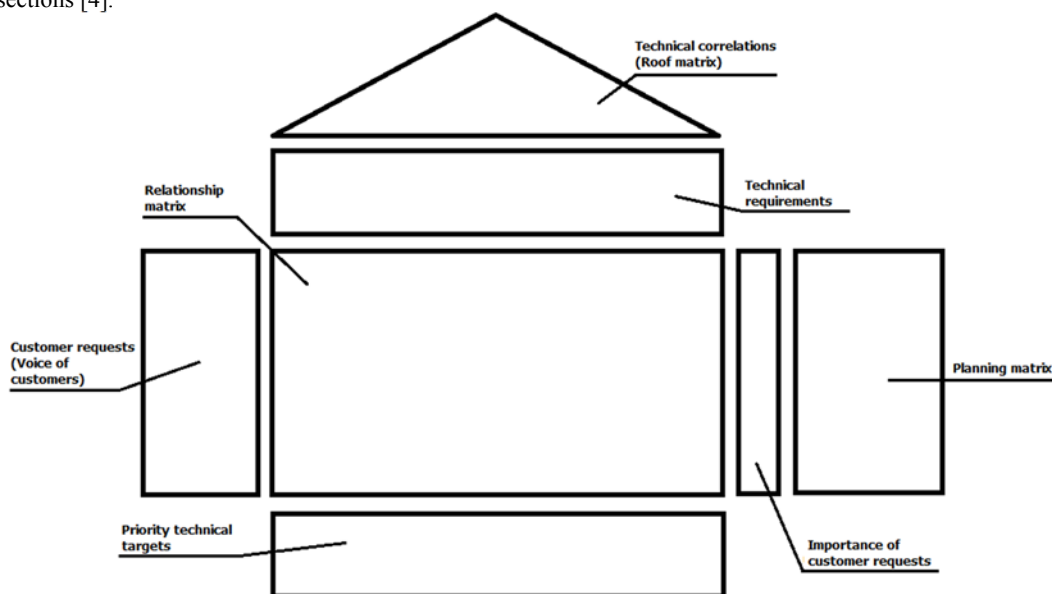 sections [4].
Technical correlations
(Roof matrix)
Relationship
matrix
Technical
requirements
Customer requests
(Voice of
customers)
Planning matrix
Priority technical
targets
Importance of
customer requests